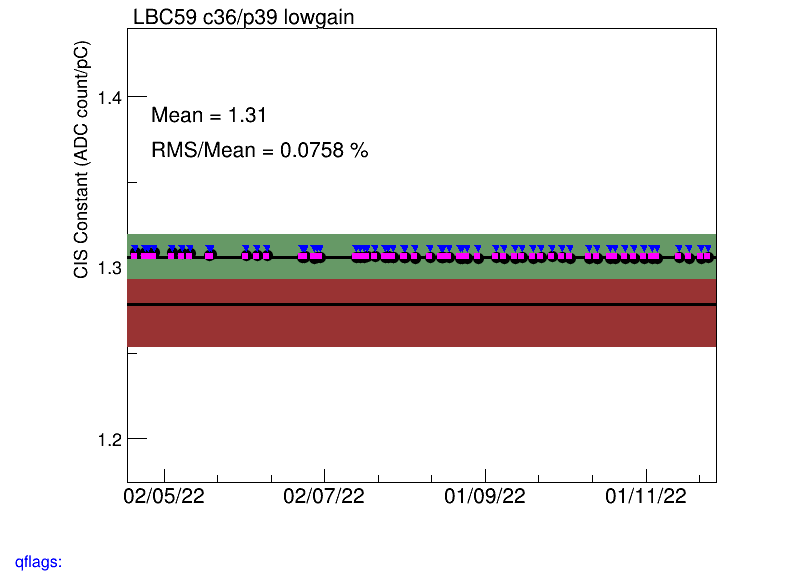 LBC59 c36/p39 lowgain
CIS Constant (ADC count/pC)
1.4
Mean = 1.31
RMS/Mean = 0.0758 %
1.3
1.2
02/05/22
02/07/22
01/09/22
01/11/22
qflags: